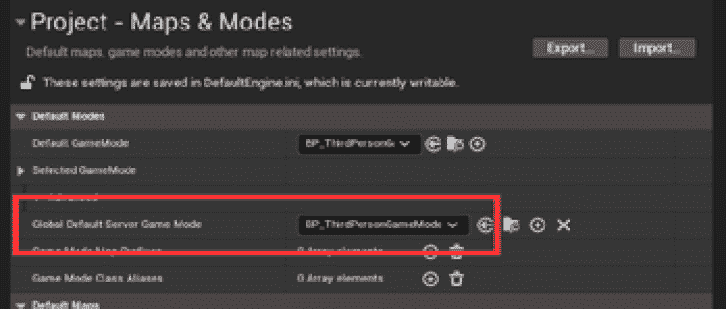 Project - Maps & Modes
Default maps, game modes and other map related settings.
Export...
Import...
These settings are saved in DefaultEngine.ini, which is currently writable.
Default Modes
Default GameMode
BP_ThirdPersonG
Selected GameMode
Global Default Server Game Mode
BP_ThirdPersonGameMode
Game Mode Map Prefixes
0 Array elements
Game Mode Class Aliases
0 Array elements
Default Maps